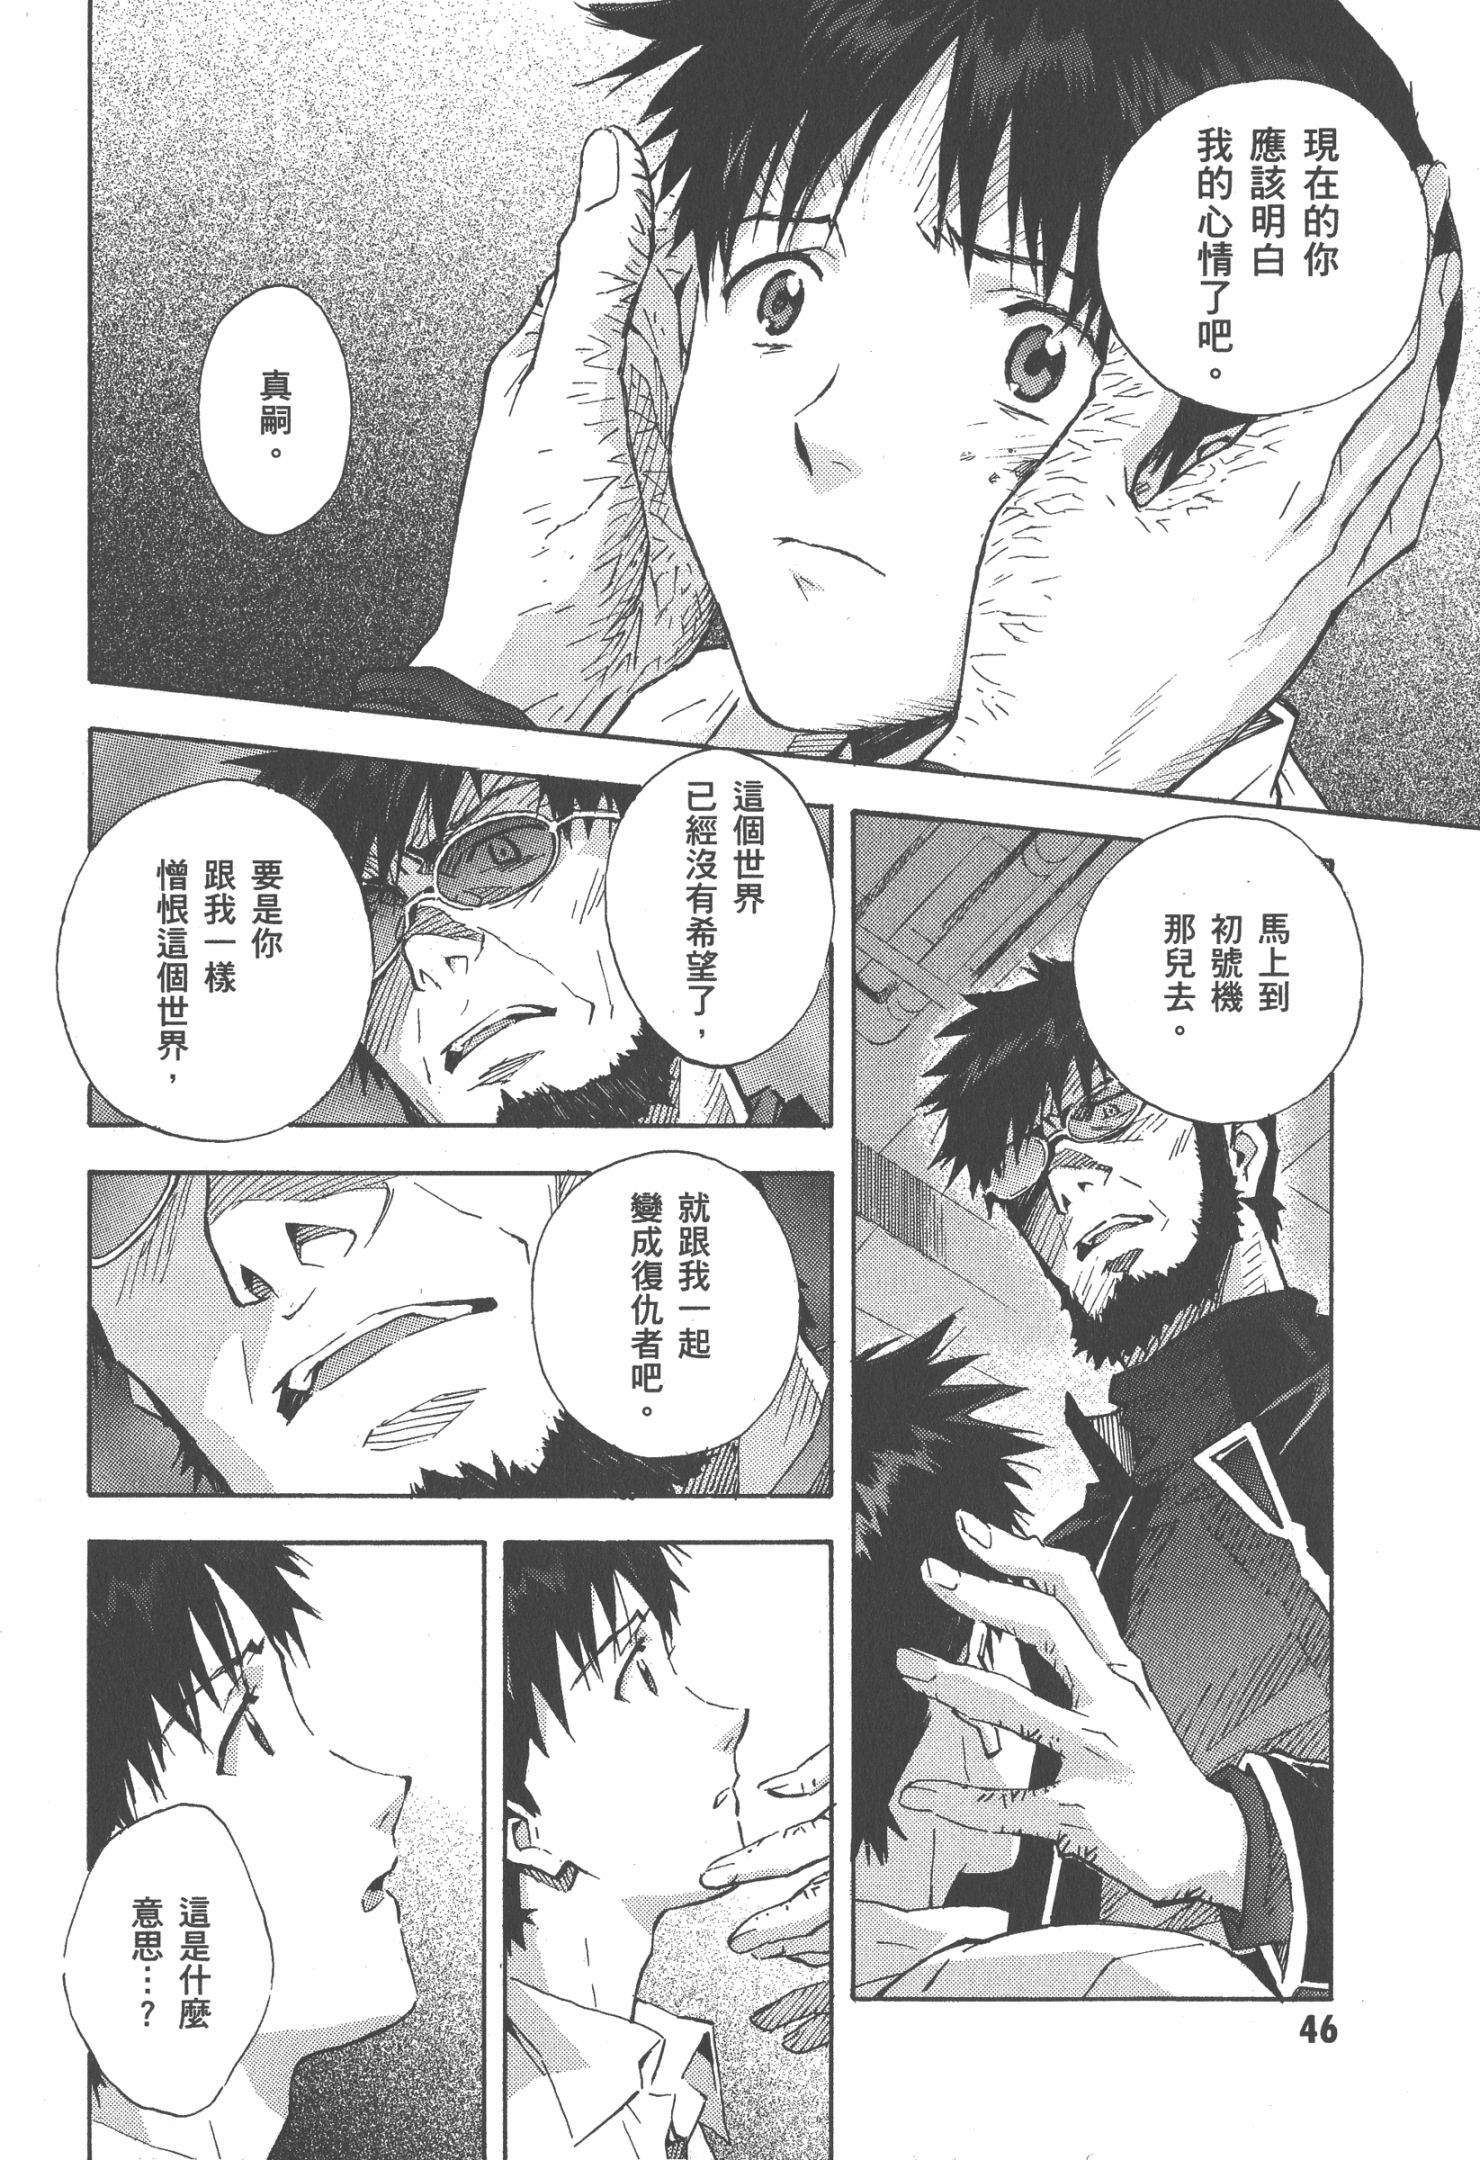 現在的你
應該明白
我的心情了吧。
真嗣。
馬上到
初號機
那兒去。
這個世界
已經沒有希望了，
要是你
跟我一樣
憎恨這個世界，
就跟我一起
變成復仇者吧。
這是什麼
意思…？
46